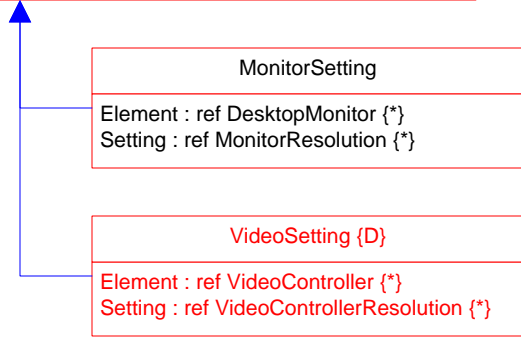 MonitorSetting
Element : ref DesktopMonitor {*}
Setting : ref MonitorResolution {*}
VideoSetting {D}
Element : ref VideoController {*}
Setting : ref VideoControllerResolution {*}